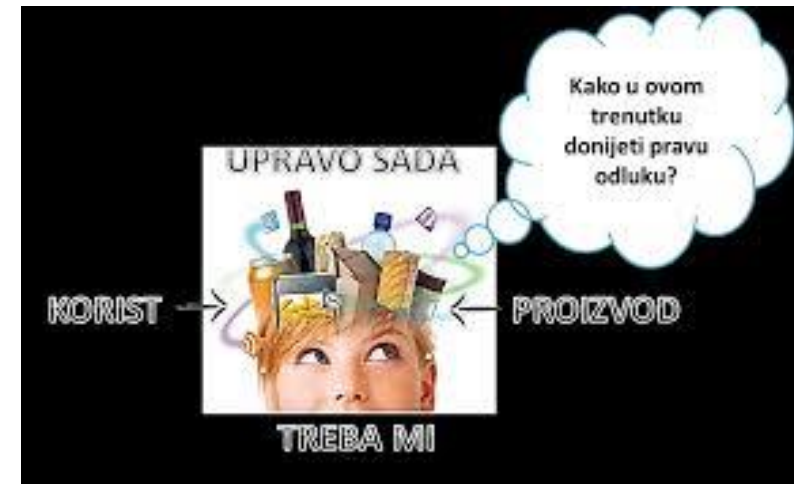 Kako u ovom
trenutku
donijeti pravu
odluku?
UPRAVO SADA
KORIST
PROIZVOD
TREBA MI